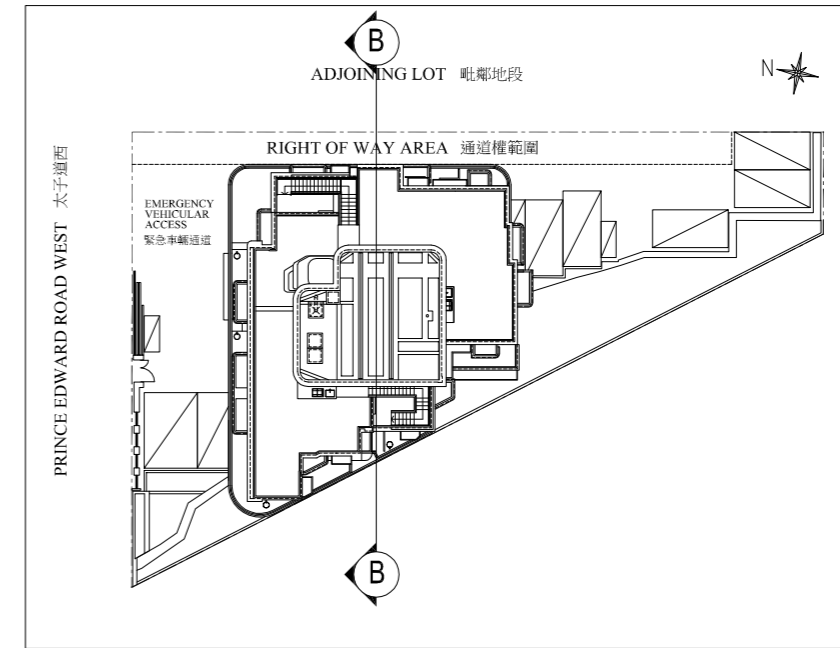 B
ADJOINING LOT 毗鄰地段
N
RIGHT OF WAY AREA 通道權範圍
PRINCE EDWARD ROAD WEST 太子道西
EMERGENCY
VEHICULAR
ACCESS
緊急車輛通道
B